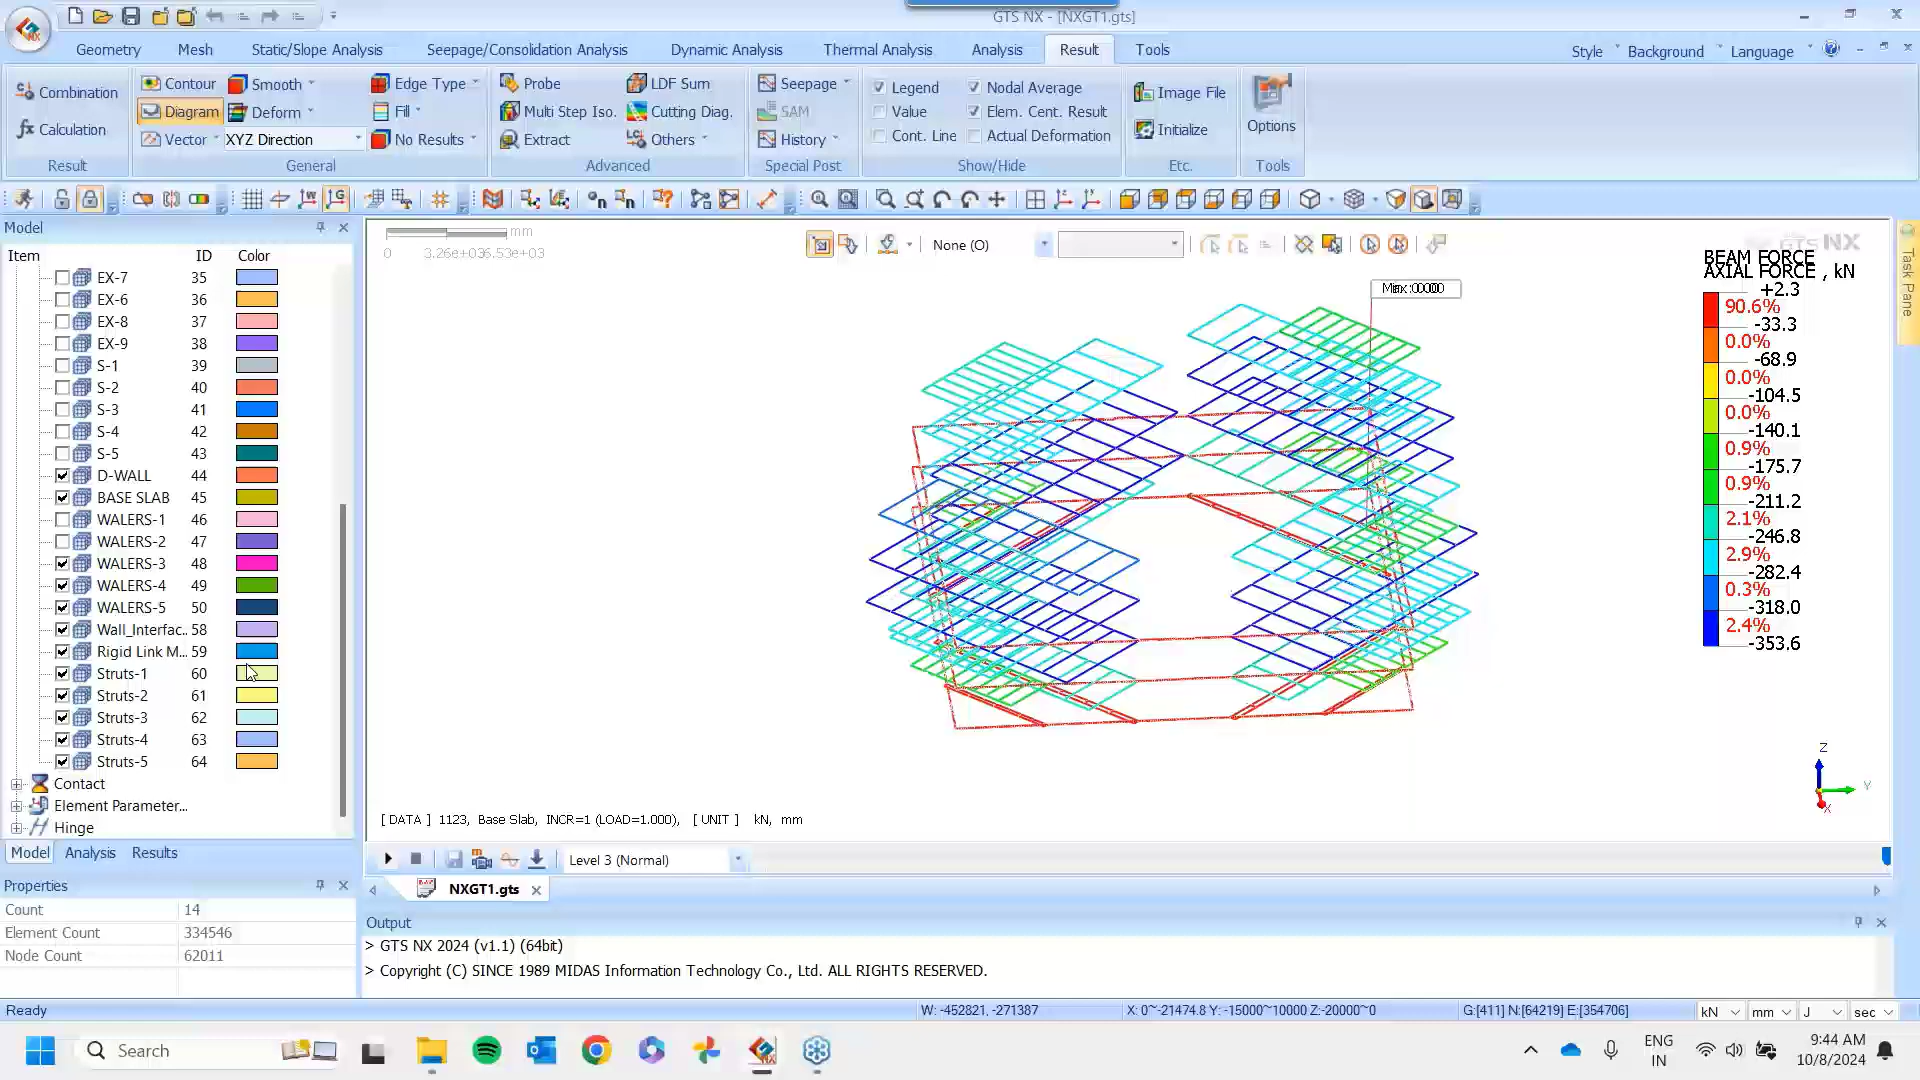 GTS NX - [NXGT1.gts]
Geometry Mesh Static/Slope Analysis Seepage/Consolidation Analysis Dynamic Analysis Thermal Analysis Analysis Result Tools Style Background Language
Combination
Calculation
Result
Contour Smooth
Diagram Deform
Vector XYZ Direction
Edge Type
Fill
No Results
General
Probe LDF Sum
Multi Step Iso. Cutting Diag.
Extract Others
Advanced
Seepage
SAM
History
Special Post
Legend Nodal Average
Value Elem. Cent. Result
Cont. Line Actual Deformation
Show/Hide
Image File
Initialize
Etc.
Options
Tools
Model
Item ID Color
EX-7 35
EX-6 36
EX-8 37
EX-9 38
S-1 39
S-2 40
S-3 41
S-4 42
S-5 43
D-WALL 44
BASE SLAB 45
WALERS-1 46
WALERS-2 47
WALERS-3 48
WALERS-4 49
WALERS-5 50
Wall_Interfac... 58
Rigid Link M... 59
Struts-1 60
Struts-2 61
Struts-3 62
Struts-4 63
Struts-5 64
Contact
Element Parameter...
Hinge
Model Analysis Results
Properties
Count 14
Element Count 334546
Node Count 62011
mm
0
None (O)
GTS NX
BEAM FORCE
AXIAL FORCE , kN
+2.3
90.6%
-33.3
0.0%
-68.9
0.0%
-104.5
0.0%
-140.1
0.9%
-175.7
0.9%
-211.2
2.1%
-246.8
2.9%
-282.4
0.3%
-318.0
2.4%
-353.6
Z
Y
X
[ DATA ] 1123, Base Slab, INCR=1 (LOAD=1.000), [ UNIT ] kN, mm
Level 3 (Normal)
NXGT1.gts
Output
> GTS NX 2024 (v1.1) (64bit)
> Copyright (C) SINCE 1989 MIDAS Information Technology Co., Ltd. ALL RIGHTS RESERVED.
Task Pane
Ready
W: -452821, -271387
X: 0~-21474.8 Y: -15000~10000 Z:-20000~0
G:[411] N:[64219] E:[354706]
kN mm J sec
Search
ENG
IN
9:44 AM
10/8/2024